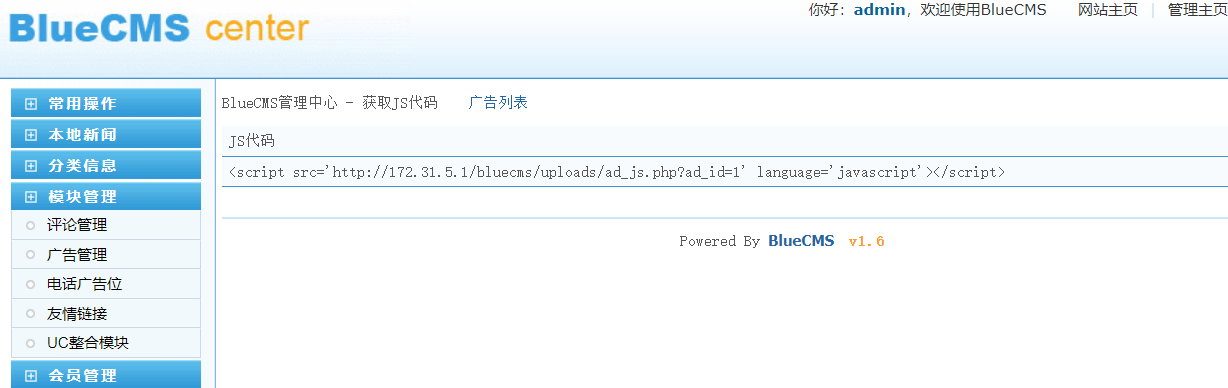 BlueCMS center
你好：admin，欢迎使用BlueCMS 网站主页 | 管理主页
常用操作
本地新闻
分类信息
模块管理
评论管理
广告管理
电话广告位
友情链接
UC整合模块
会员管理
BlueCMS管理中心 - 获取JS代码 广告列表
JS代码
<script src='http://172.31.5.1/bluecms/uploads/ad_js.php?ad_id=1' language='javascript'></script>
Powered By BlueCMS v1.6